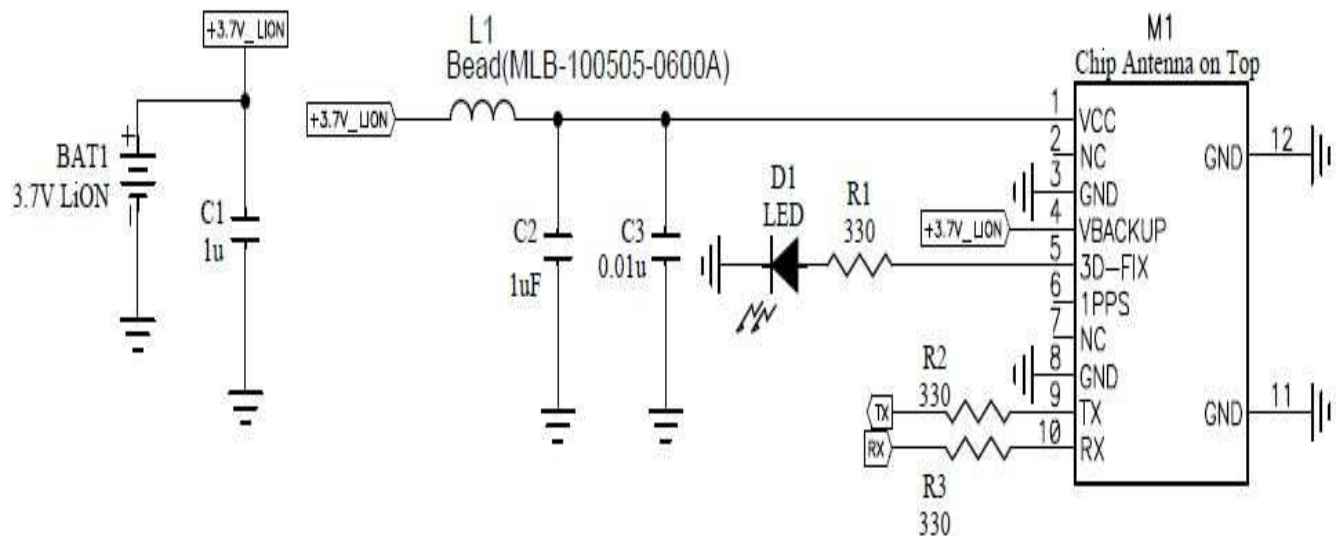 +3.7V_LION
BAT1
3.7V LiON
+
C1
1u
L1
Bead(MLB-100505-0600A)
+3.7V_LION
C2
1uF
C3
0.01u
D1
LED
R1
330
+3.7V_LION
R2
330
TX
RX
R3
330
M1
Chip Antenna on Top
1 VCC
2 NC
3 GND
4 VBACKUP
5 3D-FIX
6 1PPS
7 NC
8 GND
9 TX
10 RX
GND 12
GND 11